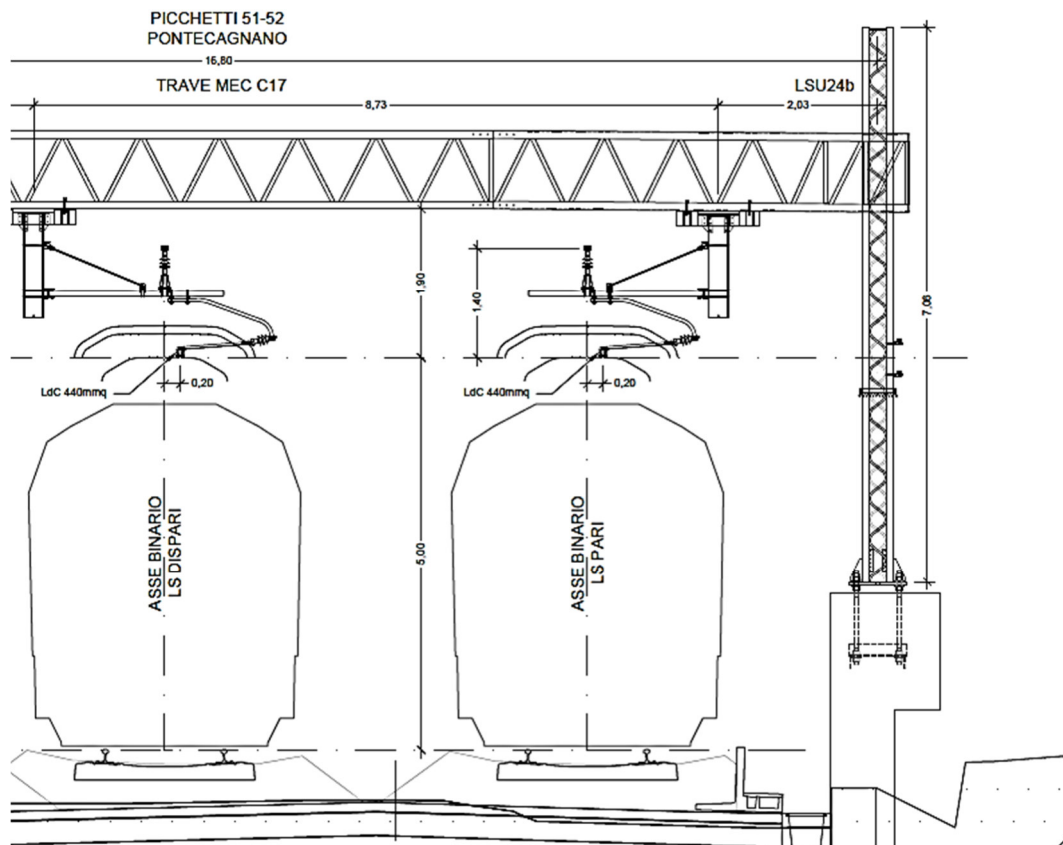 PICCHETTI 51-52
PONTECAGNANO
16,80
TRAVE MEC C17
LSU24b
8,73
2,03
1,90
1,40
7,06
LdC 440mmq
0,20
LdC 440mmq
0,20
5,00
ASSE BINARIO
LS DISPARI
ASSE BINARIO
LS PARI